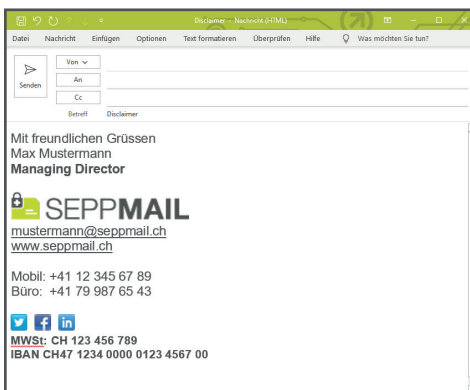 Disclaimer - Nachricht (HTML)
Datei Nachricht Einfügen Optionen Text formatieren Überprüfen Hilfe Was möchten Sie tun?
Von
Senden
An
Cc
Betreff Disclaimer
Mit freundlichen Grüssen
Max Mustermann
Managing Director
SEPPMAIL
mustermann@seppmail.ch
www.seppmail.ch
Mobil: +41 12 345 67 89
Büro: +41 79 987 65 43
MWSt: CH 123 456 789
IBAN CH47 1234 0000 0123 4567 00